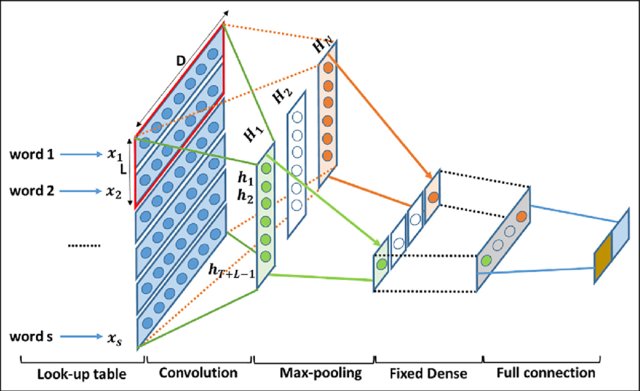 D
H_N
H_2
H_1
word 1 x_1
L
h_1
word 2 x_2
h_2
.........
h_{T+L-1}
word s x_s
Look-up table Convolution Max-pooling Fixed Dense Full connection